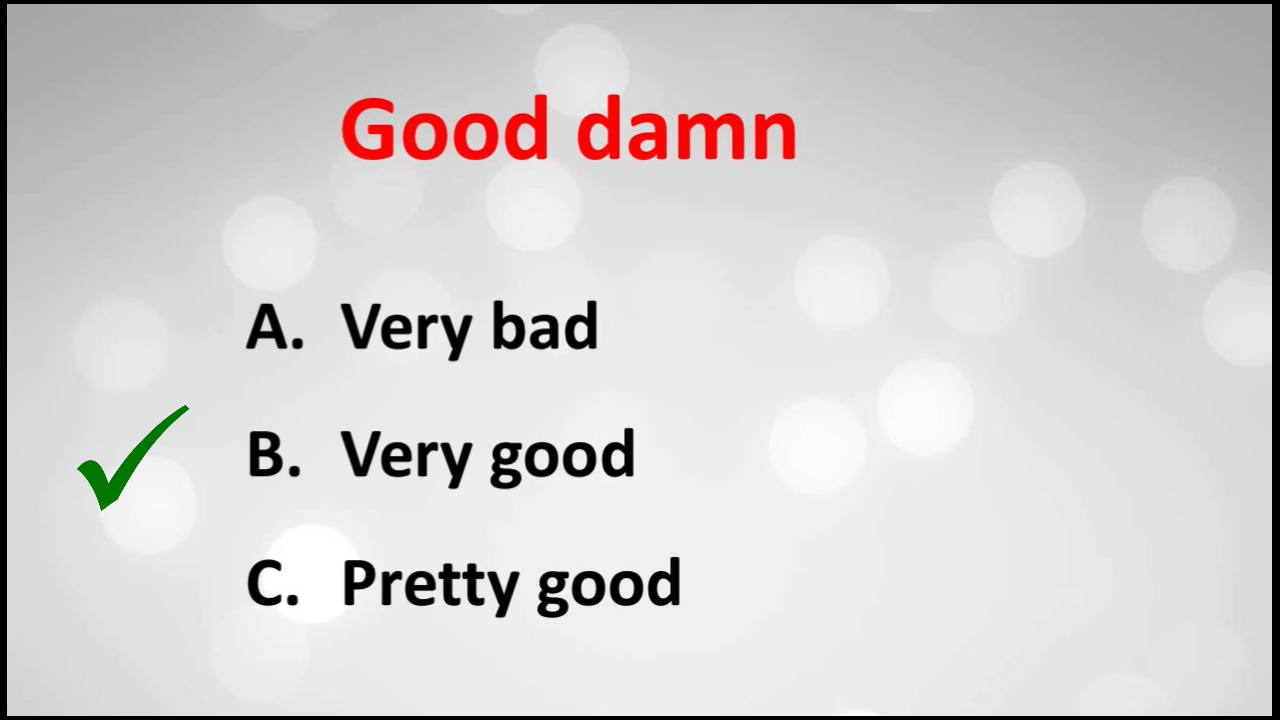 Good damn
A. Very bad
B. Very good
C. Pretty good